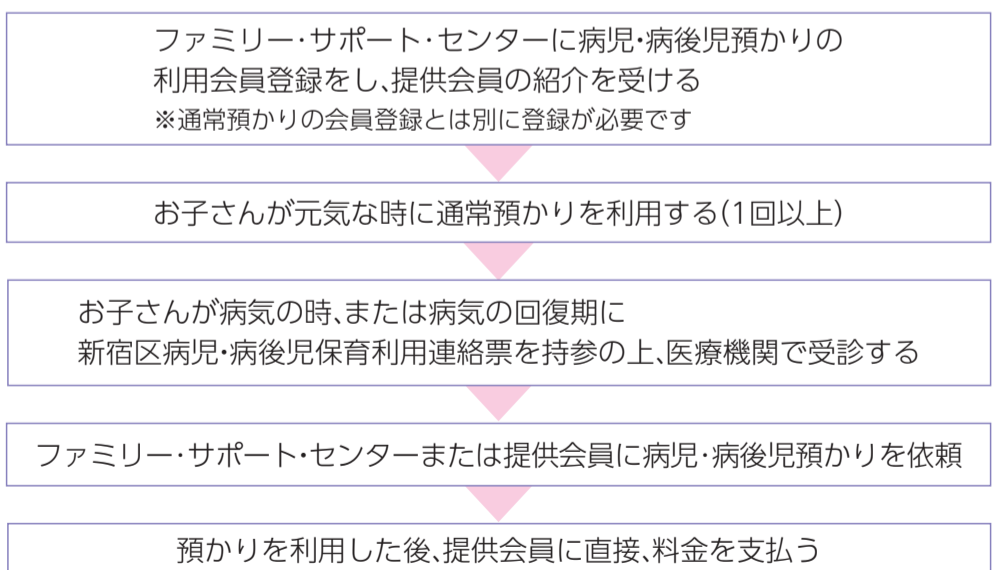 ファミリー・サポート・センターに病児・病後児預かりの
利用会員登録をし、提供会員の紹介を受ける
※通常預かりの会員登録とは別に登録が必要です
お子さんが元気な時に通常預かりを利用する(1回以上)
お子さんが病気の時、または病気の回復期に
新宿区病児・病後児保育利用連絡票を持参の上、医療機関で受診する
ファミリー・サポート・センターまたは提供会員に病児・病後児預かりを依頼
預かりを利用した後、提供会員に直接、料金を支払う